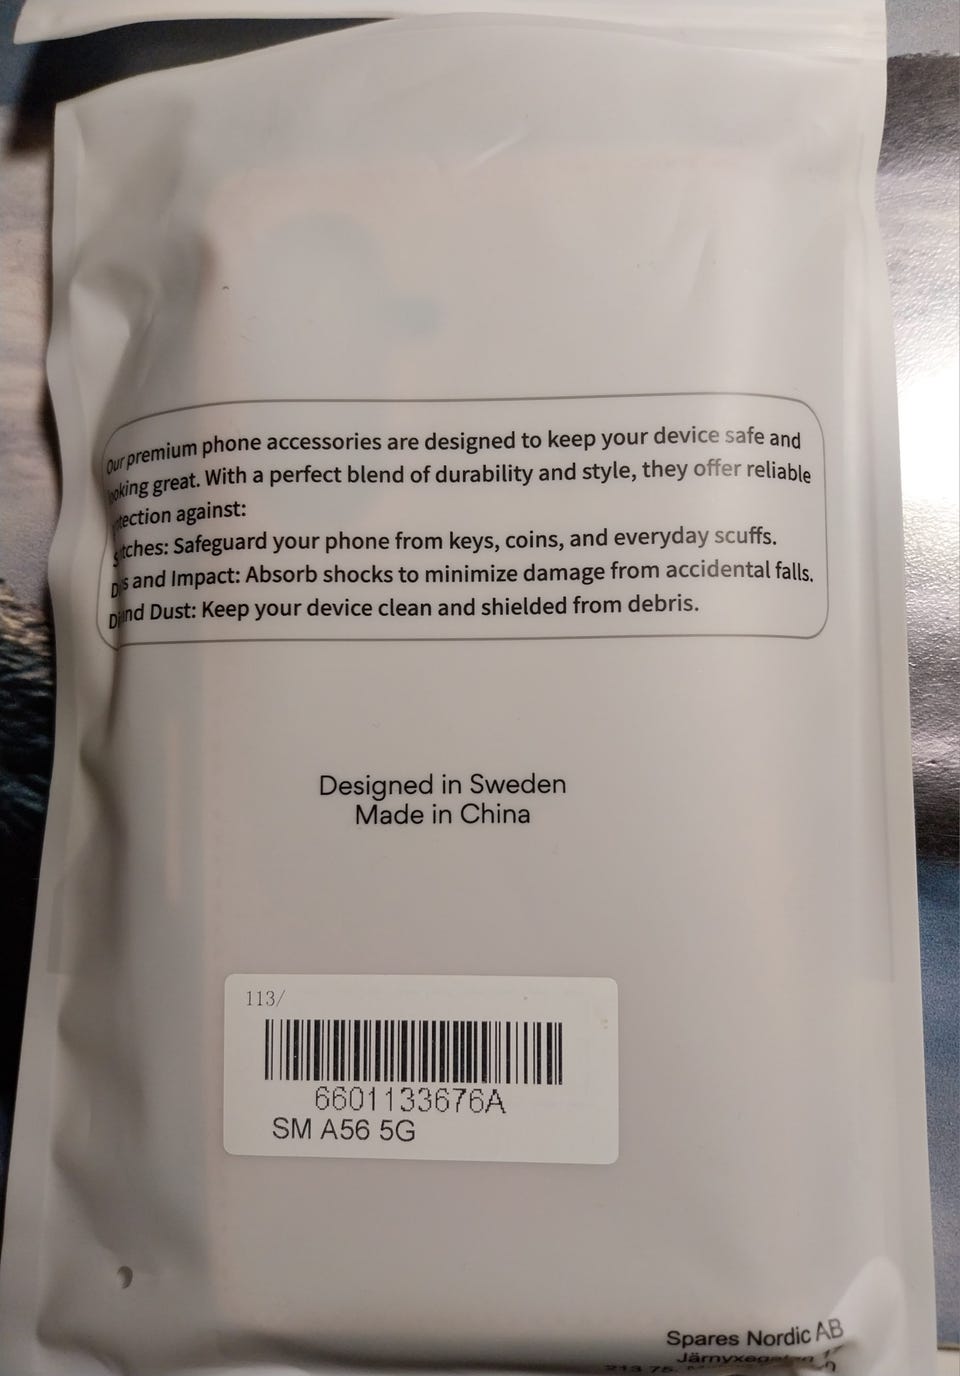 Our premium phone accessories are designed to keep your device safe and
looking great. With a perfect blend of durability and style, they offer reliable
against:
Safeguard your phone from keys, coins, and everyday scuffs.
and Impact: Absorb shocks to minimize damage from accidental falls.
Dust: Keep your device clean and shielded from debris.
Designed in Sweden
Made in China
113/
6601133676A
SM A56 5G
Spares Nordic AB
213 75